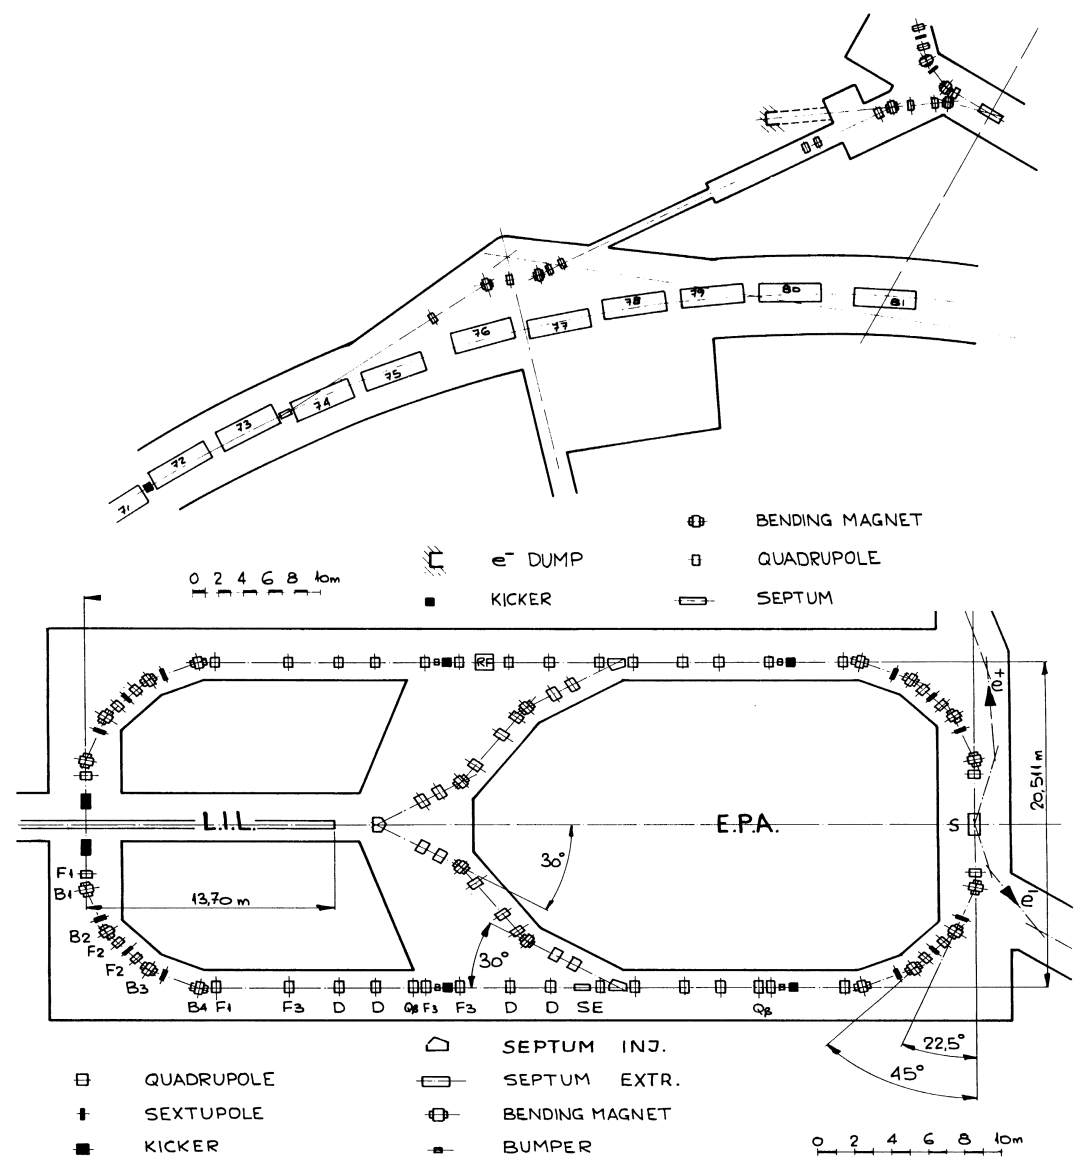 80
81
79
78
77
76
75
74
73
72
71
BENDING MAGNET
e⁻ DUMP
QUADRUPOLE
0 2 4 6 8 10m
KICKER
SEPTUM
RF
e+
20,511m
L.I.L.
E.P.A.
S
30°
F1
B1
13,70 m
e-
B2
F2
F2
B3
30°
B4 F1 F3 D D Qβ F3 F3 D D SE Qβ
22,5°
45°
SEPTUM INJ.
QUADRUPOLE
SEPTUM EXTR.
SEXTUPOLE
BENDING MAGNET
KICKER
BUMPER
0 2 4 6 8 10m